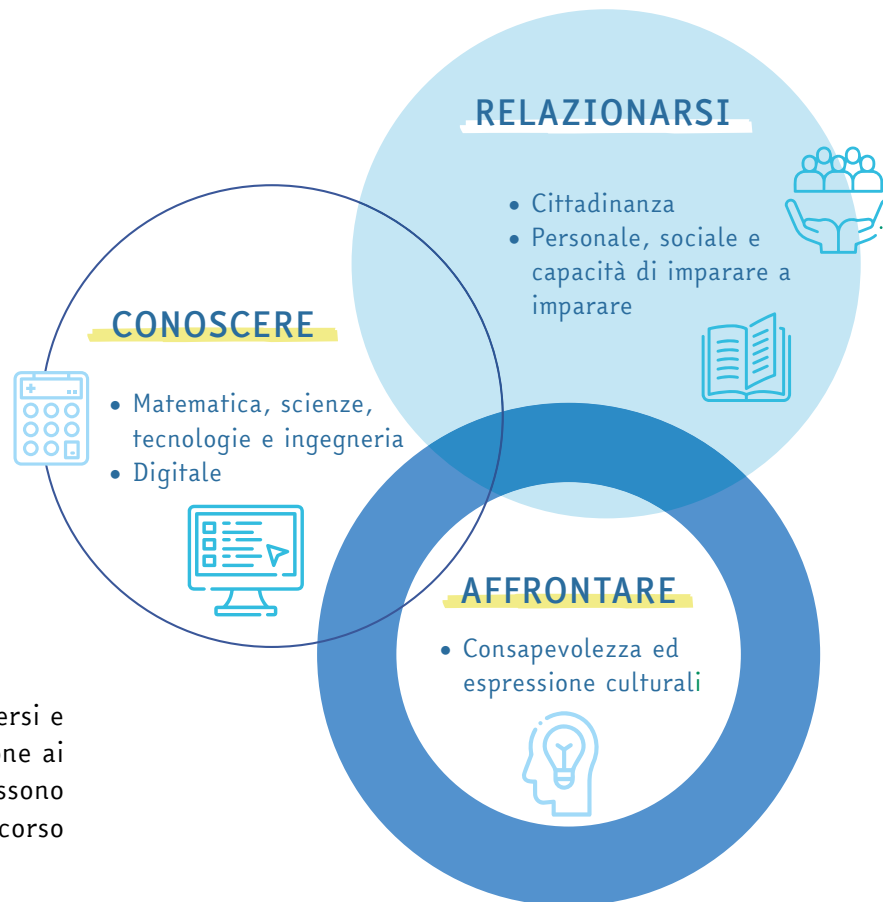 RELAZIONARSI
• Cittadinanza
• Personale, sociale e
capacità di imparare a
imparare
CONOSCERE
• Matematica, scienze,
tecnologie e ingegneria
• Digitale
AFFRONTARE
• Consapevolezza ed
espressione culturali
ersi e
one ai
ssono
corso